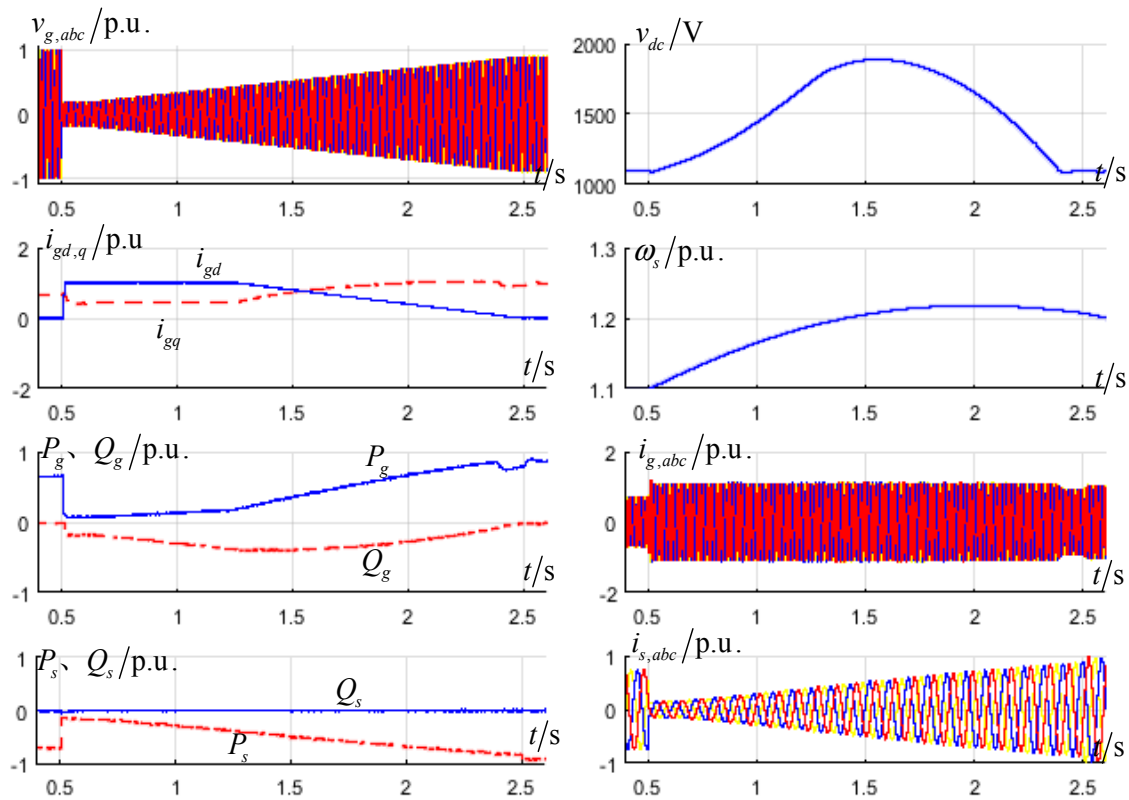 v_{g,abc}/p.u.
1
0
-1
t/s
0.5 1 1.5 2 2.5
v_{dc}/V
2000
1500
1000
t/s
0.5 1 1.5 2 2.5
i_{gd,q}/p.u
2
i_{gd}
0
i_{gq}
-2
t/s
0.5 1 1.5 2 2.5
ω_s/p.u.
1.3
1.2
1.1
t/s
0.5 1 1.5 2 2.5
P_g、Q_g/p.u.
1
P_g
0
Q_g
-1
t/s
0.5 1 1.5 2 2.5
i_{g,abc}/p.u.
2
0
-2
t/s
0.5 1 1.5 2 2.5
P_s、Q_s/p.u.
1
Q_s
0
P_s
-1
t/s
0.5 1 1.5 2 2.5
i_{s,abc}/p.u.
1
0
-1
t/s
0.5 1 1.5 2 2.5